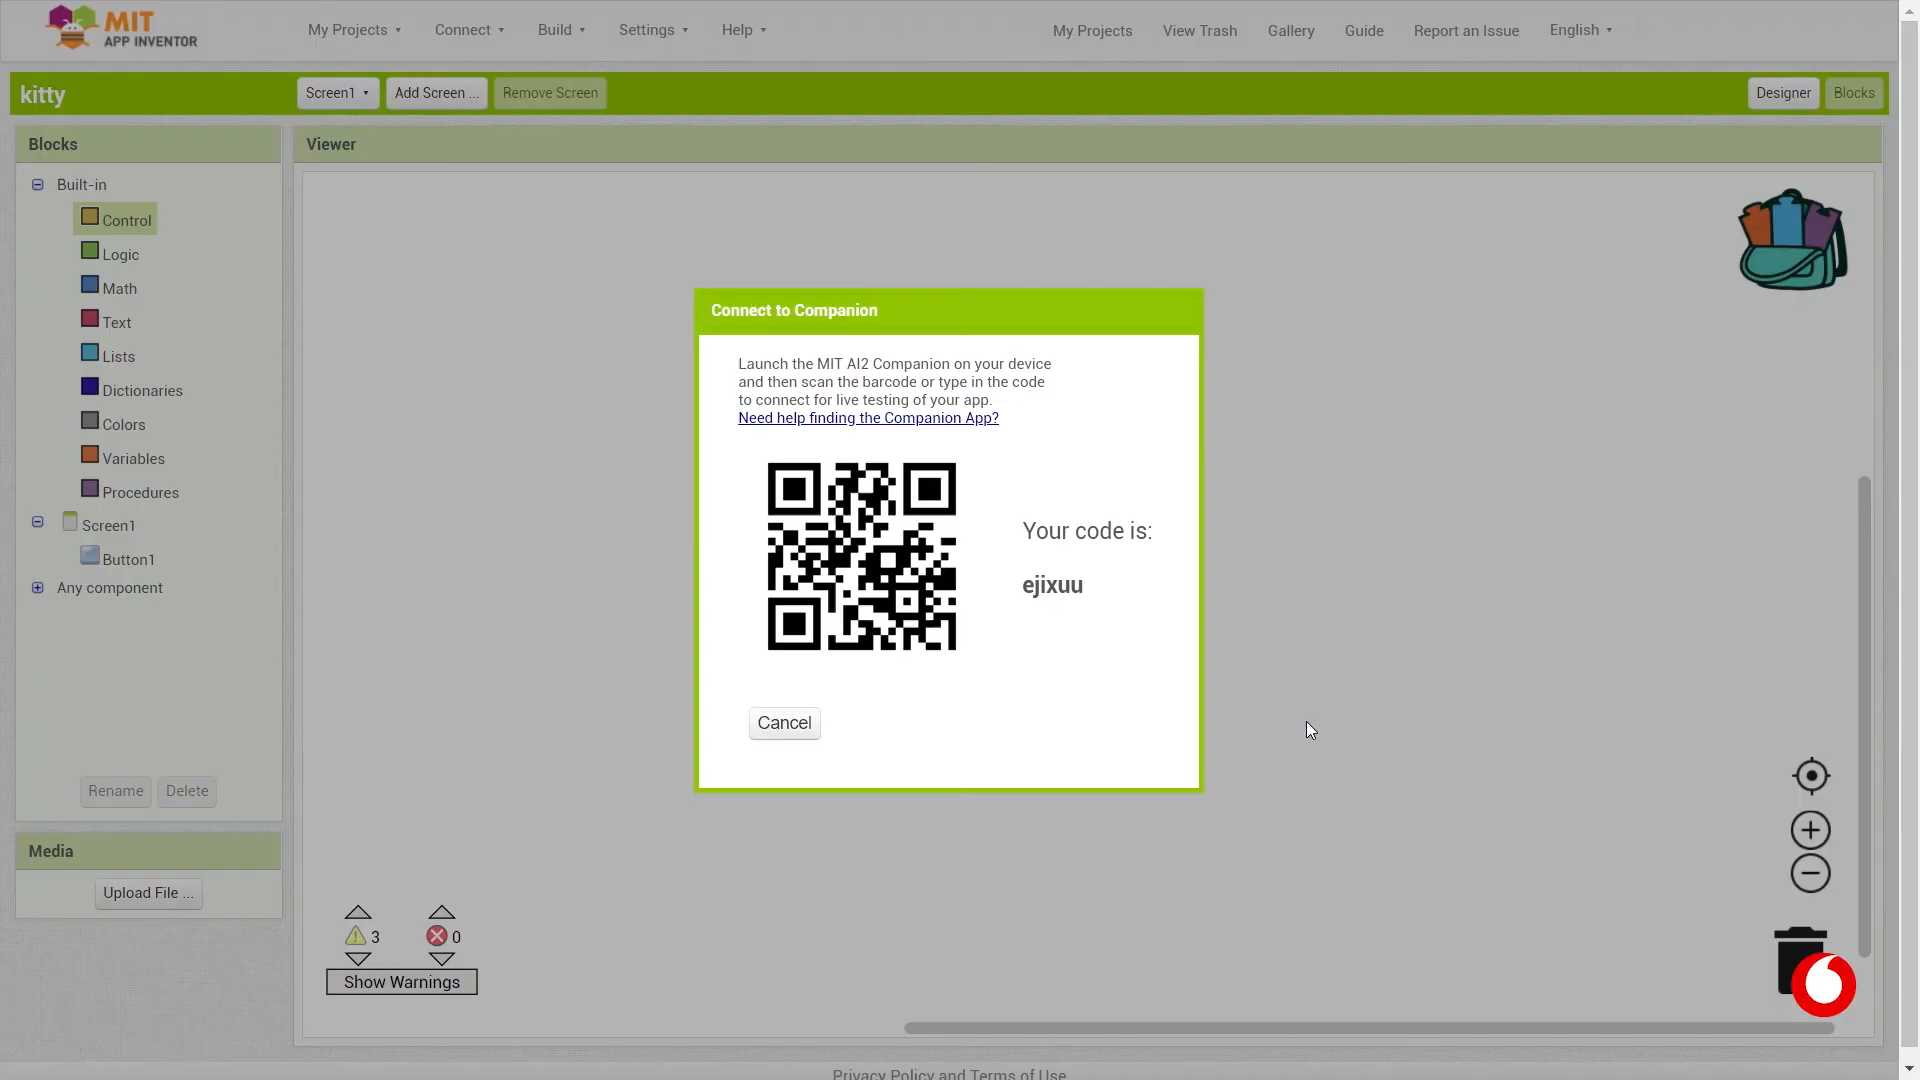 MIT
APP INVENTOR
My Projects
Connect
Build
Settings
Help
My Projects
View Trash
Gallery
Guide
Report an Issue
English
kitty
Screen1
Add Screen ...
Remove Screen
Designer
Blocks
Blocks
Viewer
Built-in
Control
Logic
Math
Text
Lists
Dictionaries
Colors
Variables
Procedures
Screen1
Button1
Any component
Rename
Delete
Media
Upload File ...
Connect to Companion
Launch the MIT AI2 Companion on your device
and then scan the barcode or type in the code
to connect for live testing of your app.
Need help finding the Companion App?
Your code is:
ejixuu
Cancel
3
0
Show Warnings
Privacy Policy and Terms of Use